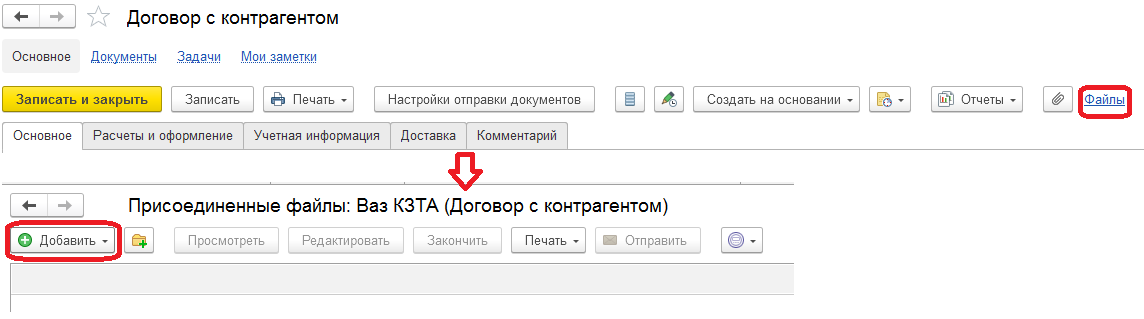 Договор с контрагентом
Основное Документы Задачи Мои заметки
Записать и закрыть Записать Печать Настройки отправки документов Создать на основании Отчеты Файлы
Основное Расчеты и оформление Учетная информация Доставка Комментарий
Присоединенные файлы: Ваз КЗТА (Договор с контрагентом)
Добавить Просмотреть Редактировать Закончить Печать Отправить